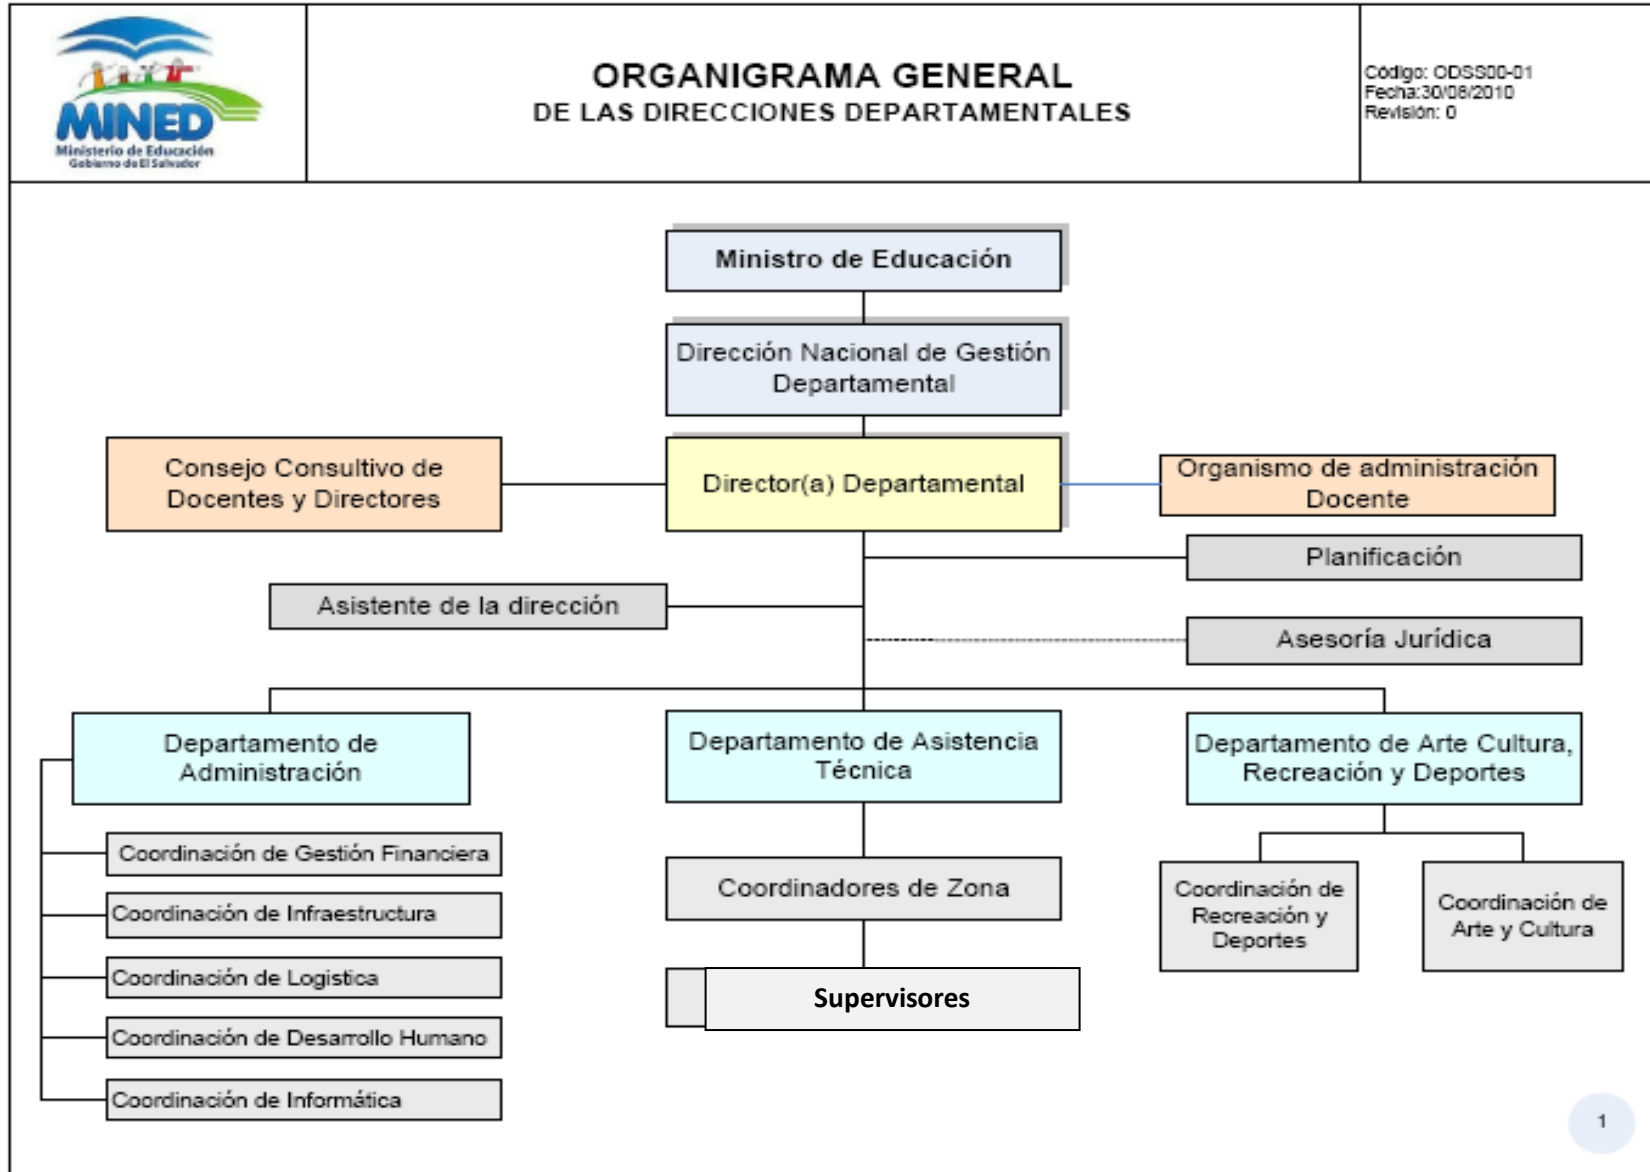 MINED
Ministerio de Educación
Gobierno de El Salvador
ORGANIGRAMA GENERAL
DE LAS DIRECCIONES DEPARTAMENTALES
Código: ODSS00-01
Fecha:30/08/2010
Revisión: 0
Ministro de Educación
Dirección Nacional de Gestión
Departamental
Consejo Consultivo de
Docentes y Directores
Director(a) Departamental
Organismo de administración
Docente
Planificación
Asistente de la dirección
Asesoría Jurídica
Departamento de
Administración
Departamento de Asistencia
Técnica
Departamento de Arte Cultura,
Recreación y Deportes
Coordinación de Gestión Financiera
Coordinación de Infraestructura
Coordinación de Logistica
Coordinación de Desarrollo Humano
Coordinación de Informática
Coordinadores de Zona
Supervisores
Coordinación de
Recreación y
Deportes
Coordinación de
Arte y Cultura
1